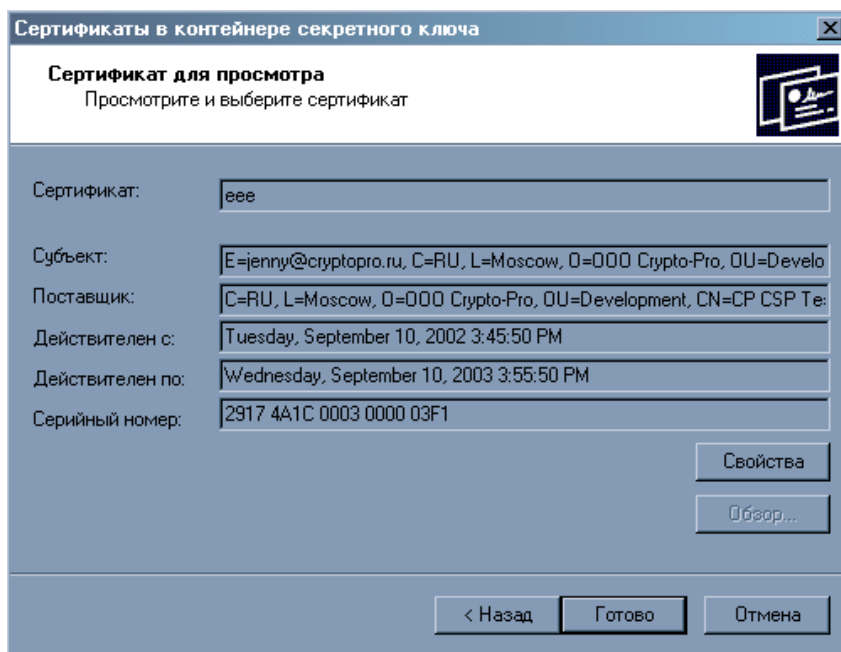 Сертификаты в контейнере секретного ключа
Сертификат для просмотра
Просмотрите и выберите сертификат
Сертификат: eee
Субъект: E=jenny@cryptopro.ru, C=RU, L=Moscow, O=ООО Crypto-Pro, OU=Develo
Поставщик: C=RU, L=Moscow, O=ООО Crypto-Pro, OU=Development, CN=CP CSP Te
Действителен с: Tuesday, September 10, 2002 3:45:50 PM
Действителен по: Wednesday, September 10, 2003 3:55:50 PM
Серийный номер: 2917 4A1C 0003 0000 03F1
Свойства
Обзор...
< Назад Готово Отмена